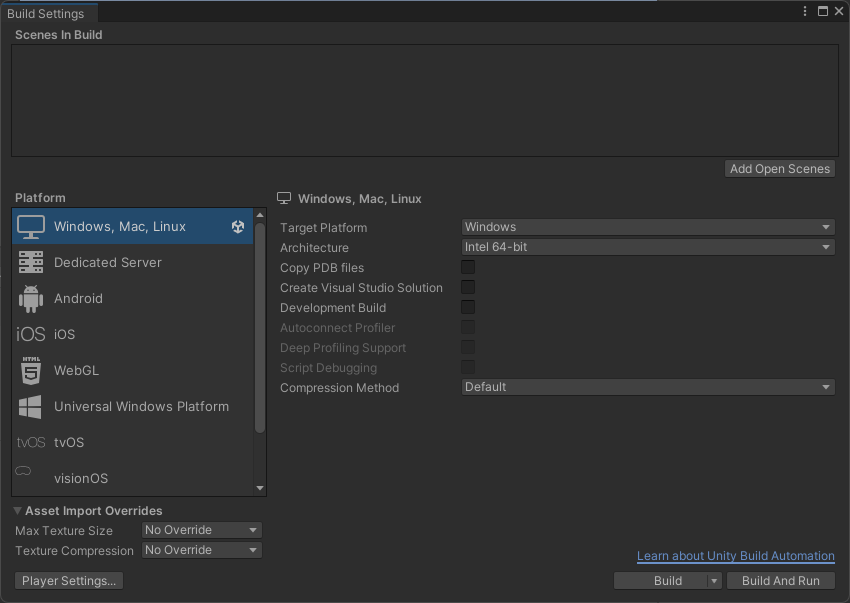 Build Settings
Scenes In Build
Add Open Scenes
Platform
Windows, Mac, Linux
Dedicated Server
Android
iOS iOS
HTML
5
WebGL
Universal Windows Platform
tvOS tvOS
visionOS
Windows, Mac, Linux
Target Platform Windows
Architecture Intel 64-bit
Copy PDB files
Create Visual Studio Solution
Development Build
Autoconnect Profiler
Deep Profiling Support
Script Debugging
Compression Method Default
Asset Import Overrides
Max Texture Size No Override
Texture Compression No Override
Learn about Unity Build Automation
Player Settings... Build Build And Run